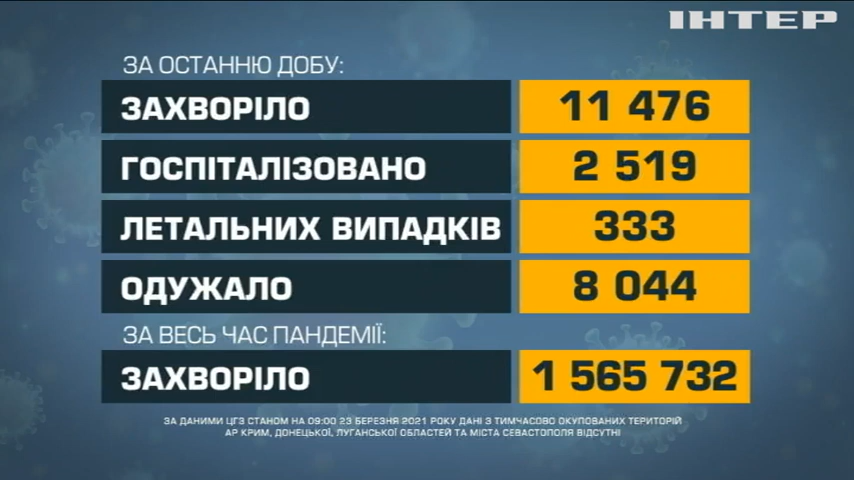 ІНТЕР
ЗА ОСТАННЮ ДОБУ:
ЗАХВОРІЛО 11 476
ГОСПІТАЛІЗОВАНО 2 519
ЛЕТАЛЬНИХ ВИПАДКІВ 333
ОДУЖАЛО 8 044
ЗА ВЕСЬ ЧАС ПАНДЕМІЇ:
ЗАХВОРІЛО 1 565 732
ЗА ДАНИМИ ЦГЗ СТАНОМ НА 09:00 23 БЕРЕЗНЯ 2021 РОКУ ДАНІ З ТИМЧАСОВО ОКУПОВАНИХ ТЕРИТОРІЙ
АР КРИМ, ДОНЕЦЬКОЇ, ЛУГАНСЬКОЇ ОБЛАСТЕЙ ТА МІСТА СЕВАСТОПОЛЯ ВІДСУТНІ